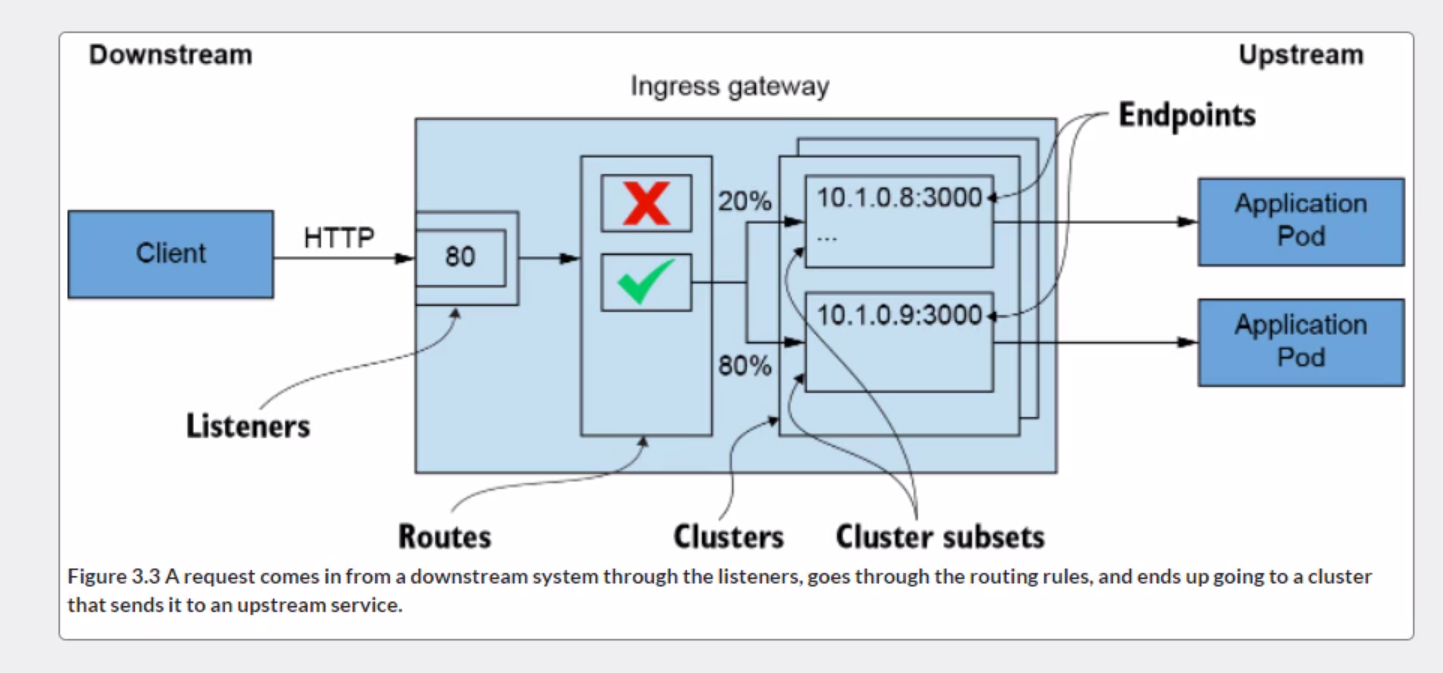 Downstream
Upstream
Ingress gateway
Endpoints
Client
HTTP
80
20%
80%
10.1.0.8:3000
...
10.1.0.9:3000
Application
Pod
Application
Pod
Listeners
Routes
Clusters
Cluster subsets
Figure 3.3 A request comes in from a downstream system through the listeners, goes through the routing rules, and ends up going to a cluster
that sends it to an upstream service.